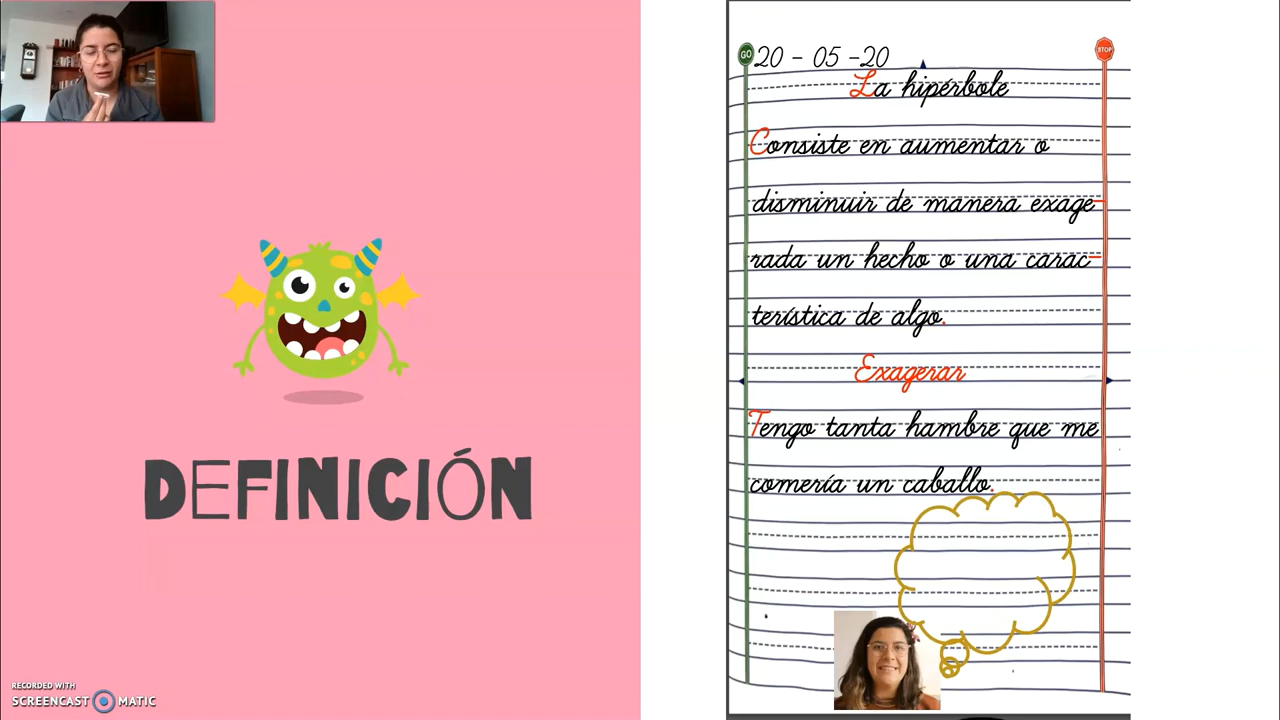 DEFINICIÓN
RECORDED WITH
SCREENCAST MATIC
GO
STOP
20 - 05 -20
La hipérbole
Consiste en aumentar o
disminuir de manera exage-
rada un hecho o una carac-
terística de algo.
Exagerar
Tengo tanta hambre que me
comería un caballo.